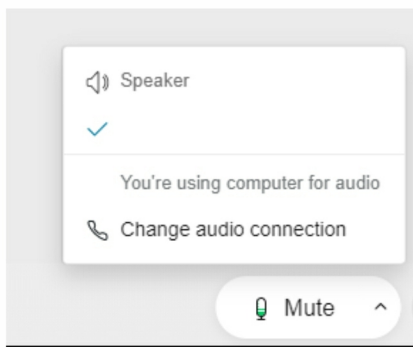 Speaker
You're using computer for audio
Change audio connection
Mute